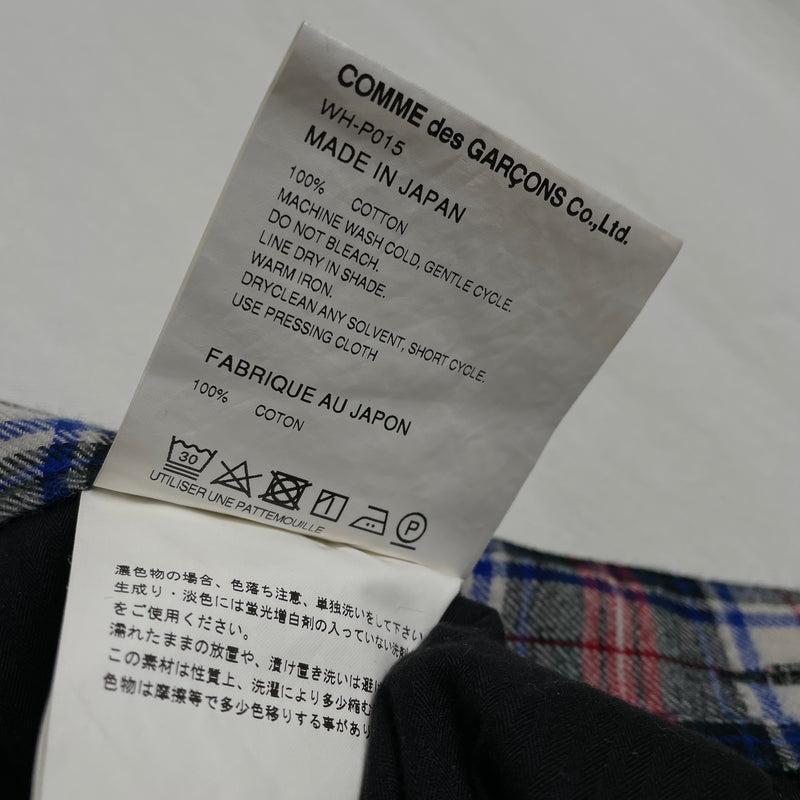 COMME des GARÇONS Co.,Ltd.
WH-P015
MADE IN JAPAN
100% COTTON
MACHINE WASH COLD, GENTLE CYCLE.
DO NOT BLEACH.
LINE DRY IN SHADE.
WARM IRON.
DRYCLEAN ANY SOLVENT, SHORT CYCLE.
USE PRESSING CLOTH
FABRIQUE AU JAPON
100% COTON
30
P
UTILISER UNE PATTEMOUILLE
濃色物の場合、色落ち注意、単独洗いをして下さい
生成り・淡色には蛍光増白剤の入っていない洗剤
をご使用ください。
濡れたままの放置や、漬け置き洗いは避け
この素材は性質上、洗濯により多少縮む
色物は摩擦等で多少色移りする事があり